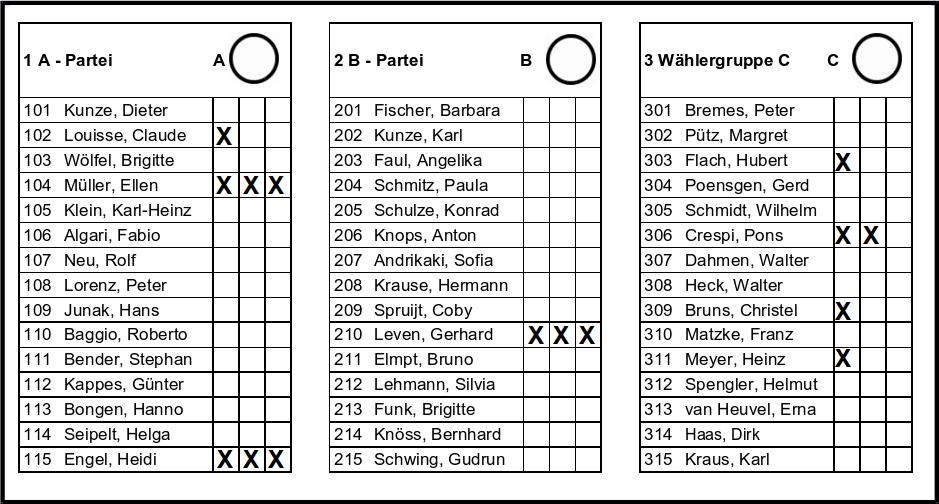 1 A - Partei A
101 Kunze, Dieter
102 Louisse, Claude X
103 Wölfel, Brigitte
104 Müller, Ellen X X X
105 Klein, Karl-Heinz
106 Algari, Fabio
107 Neu, Rolf
108 Lorenz, Peter
109 Junak, Hans
110 Baggio, Roberto
111 Bender, Stephan
112 Kappes, Günter
113 Bongen, Hanno
114 Seipelt, Helga
115 Engel, Heidi X X X
2 B - Partei B
201 Fischer, Barbara
202 Kunze, Karl
203 Faul, Angelika
204 Schmitz, Paula
205 Schulze, Konrad
206 Knops, Anton
207 Andrikaki, Sofia
208 Krause, Hermann
209 Spruijt, Coby
210 Leven, Gerhard X X X
211 Elmpt, Bruno
212 Lehmann, Silvia
213 Funk, Brigitte
214 Knöss, Bernhard
215 Schwing, Gudrun
3 Wählergruppe C C
301 Bremes, Peter
302 Pütz, Margret
303 Flach, Hubert X
304 Poensgen, Gerd
305 Schmidt, Wilhelm
306 Crespi, Pons X X
307 Dahmen, Walter
308 Heck, Walter
309 Bruns, Christel X
310 Matzke, Franz
311 Meyer, Heinz X
312 Spengler, Helmut
313 van Heuvel, Erna
314 Haas, Dirk
315 Kraus, Karl